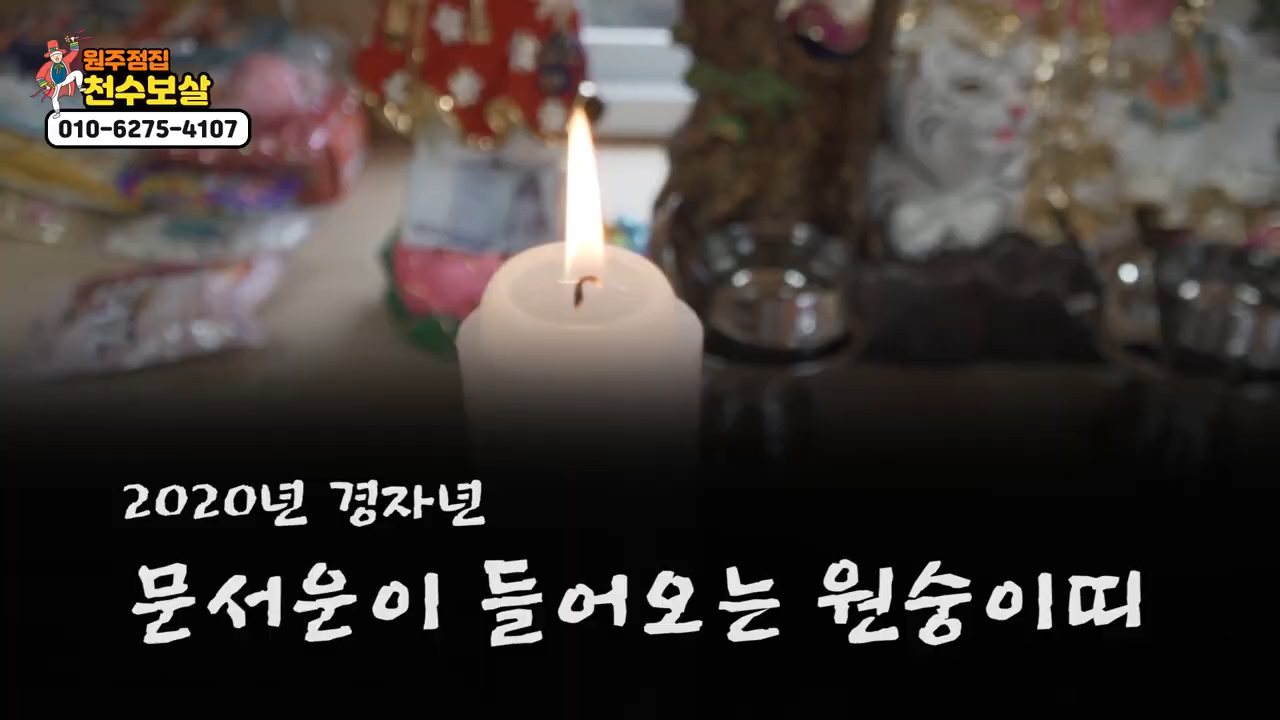 원주점집
천수보살
010-6275-4107
2020년 경자년
문서운이 들어오는 원숭이띠